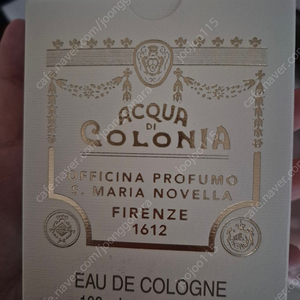 ACQUA
DI
COLONIA
OFFICINA PROFUMO
S. MARIA NOVELLA
FIRENZE
1612
EAU DE COLOGNE